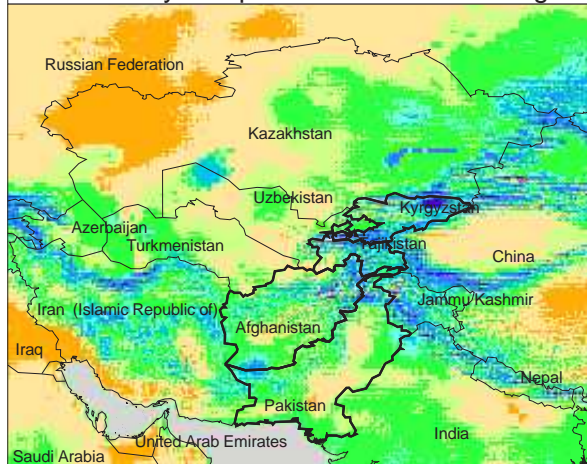 Russian Federation
Kazakhstan
Uzbekistan
Kyrgyzstan
Azerbaijan
Turkmenistan
Tajikistan
China
Iran (Islamic Republic of)
Jammu Kashmir
Afghanistan
Iraq
Nepal
Pakistan
United Arab Emirates
India
Saudi Arabia